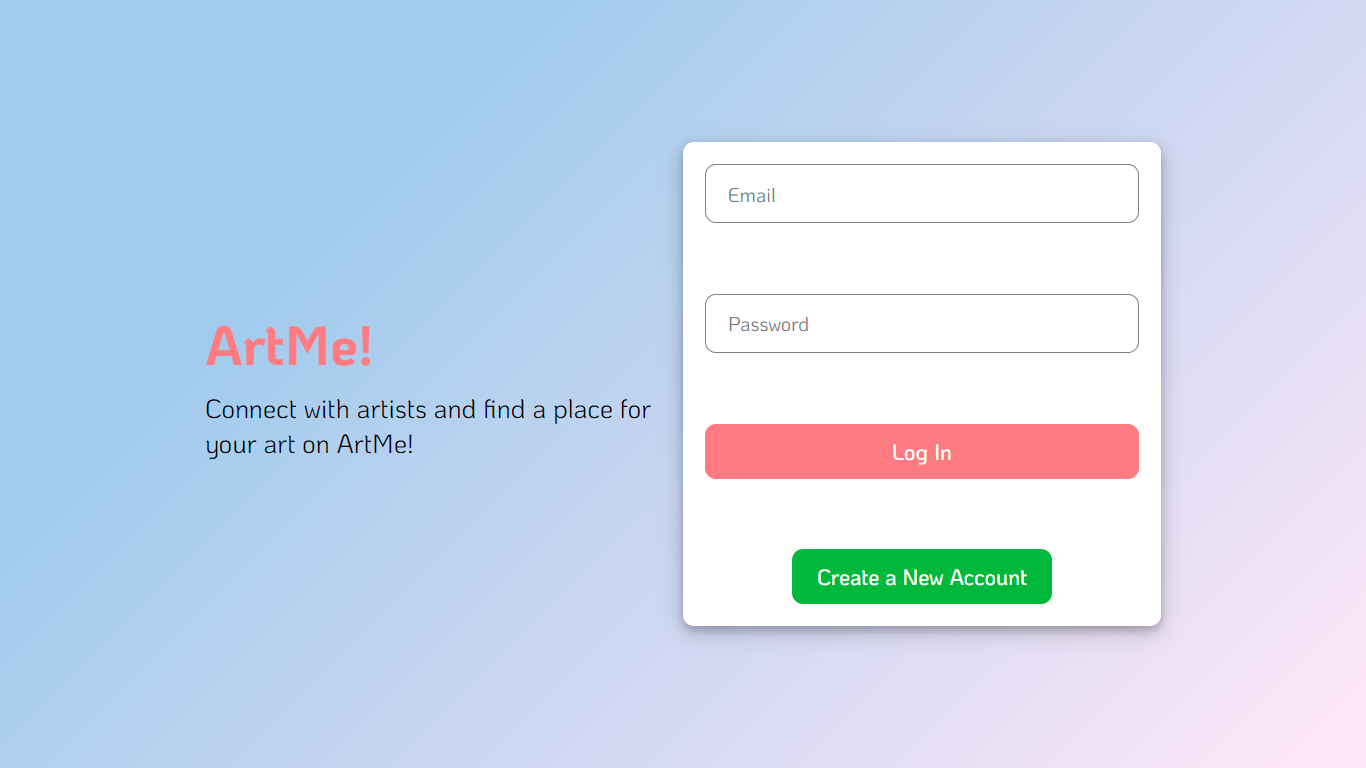 ArtMe!
Connect with artists and find a place for
your art on ArtMe!
Email
Password
Log In
Create a New Account